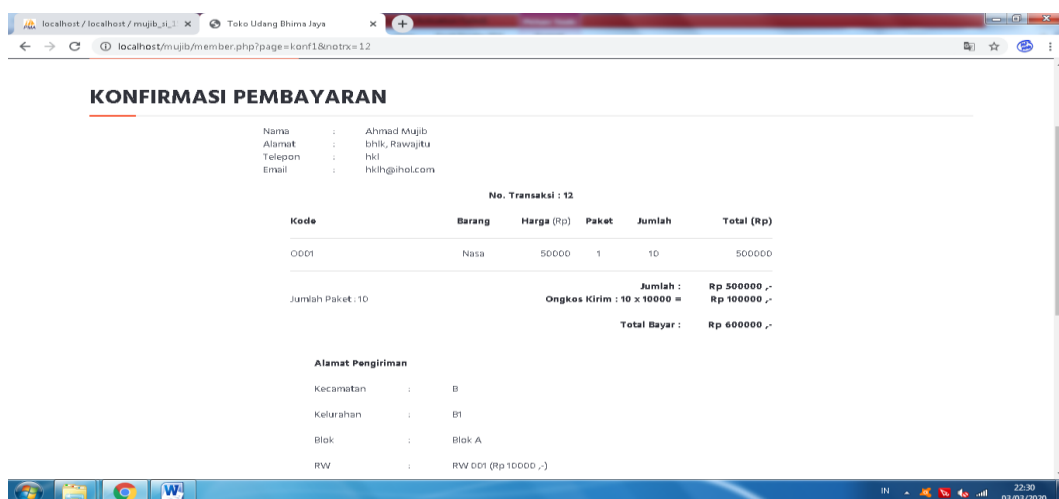 localhost / localhost / mujib_si_1
Toko Udang Bhima Jaya
localhost/mujib/member.php?page=konf1&notrx=12
KONFIRMASI PEMBAYARAN
Nama : Ahmad Mujib
Alamat : bhlk, Rawajitu
Telepon : hkl
Email : hklh@ihol.com
No. Transaksi : 12
Kode Barang Harga (Rp) Paket Jumlah Total (Rp)
OD01 Nasa 50000 1 10 500000
Jumlah : Rp 500000 ,-
Jumlah Paket : 10 Ongkos Kirim : 10 x 10000 = Rp 100000 ,-
Total Bayar : Rp 600000 ,-
Alamat Pengiriman
Kecamatan : B
Kelurahan : B1
Blok : Blok A
RW : RW 001 (Rp 10000 ,-)
IN 22:30
03/03/2020